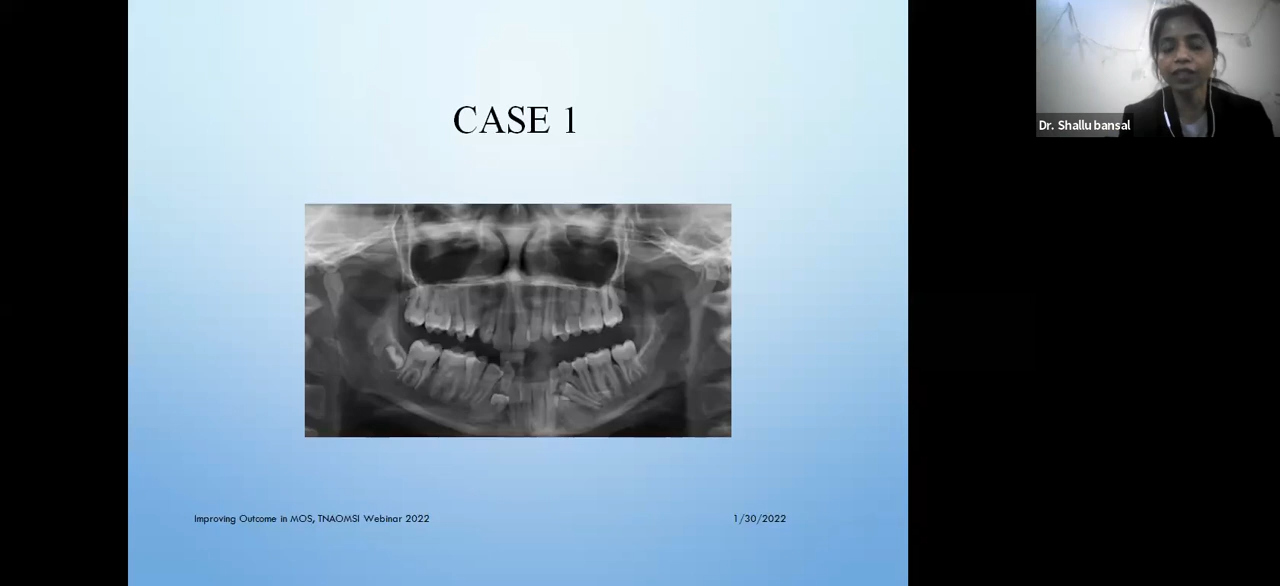 CASE 1
Dr. Shallu bansal
Improving Outcome in MOS, TNAOMSI Webinar 2022
1/30/2022